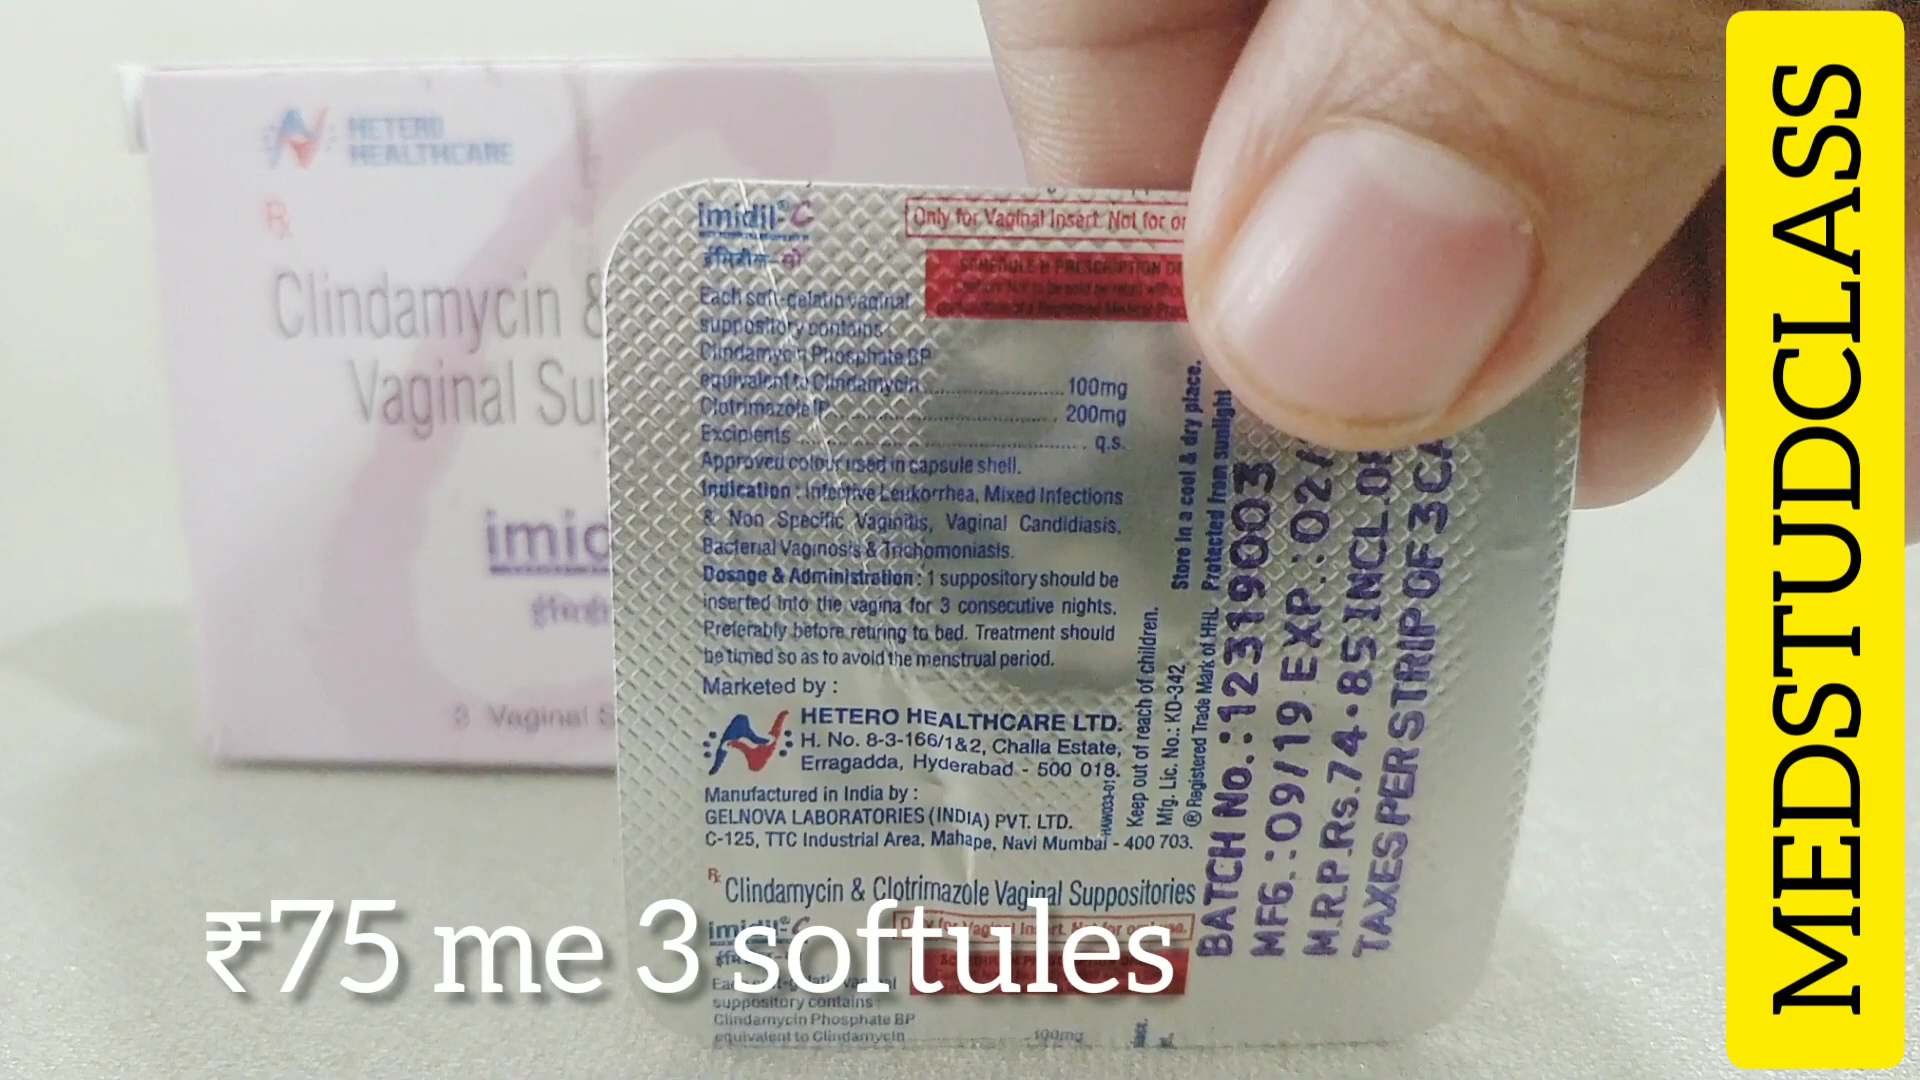 HETERO
HEALTHCARE
Rx
Clindamycin &
Vaginal Su
imid
3 Vaginal S
imidil® C
ईमिडील-सी
Only for Vaginal Insert. Not for or
SCHEDULE H PRESCRIPTION D
Each soft-gelatin vaginal
suppository contains
Clindamycin Phosphate BP
equivalent to Clindamycin 100mg
Clotrimazole IP 200mg
Excipients q.s.
Approved colour used in capsule shell.
Indication : Infective Leukorrhea, Mixed Infections
& Non Specific Vaginitis, Vaginal Candidiasis.
Bacterial Vaginosis & Trichomoniasis.
Dosage & Administration : 1 suppository should be
inserted into the vagina for 3 consecutive nights.
Preferably before retiring to bed. Treatment should
be timed so as to avoid the menstrual period.
Marketed by :
HETERO HEALTHCARE LTD.
H. No. 8-3-166/1&2, Challa Estate,
Erragadda, Hyderabad - 500 018.
Manufactured in India by :
GELNOVA LABORATORIES (INDIA) PVT. LTD.
C-125, TTC Industrial Area, Mahape, Navi Mumbai - 400 703.
Keep out of reach of children.
Mfg. Lic. No.: KD-342
® Registered Trade Mark of HHL
Store in a cool & dry place.
Protected from sunlight
BATCH No.:12319003
MFG.:09/19 EXP.:02/
M.R.P.Rs.74.85 INCL.OF
TAXES PER STRIP OF 3 CA
Rx Clindamycin & Clotrimazole Vaginal Suppositories
imidil®-C
suppository contains :
Clindamycin Phosphate BP
equivalent to Clindamycin 100mg
₹75 me 3 softules
MEDSTUDCLASS